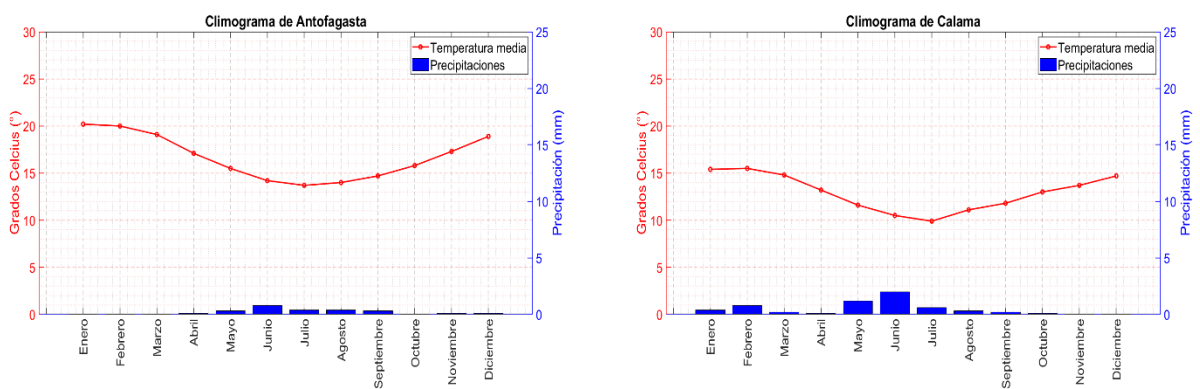 Climograma de Antofagasta
Temperatura media
Precipitaciones
Grados Celcius (°)
30
25
20
15
10
5
0
Precipitación (mm)
25
20
15
10
5
0
Enero
Febrero
Marzo
Abril
Mayo
Junio
Julio
Agosto
Septiembre
Octubre
Noviembre
Diciembre
Climograma de Calama
Temperatura media
Precipitaciones
Grados Celcius (°)
30
25
20
15
10
5
0
Precipitación (mm)
25
20
15
10
5
0
Enero
Febrero
Marzo
Abril
Mayo
Junio
Julio
Agosto
Septiembre
Octubre
Noviembre
Diciembre